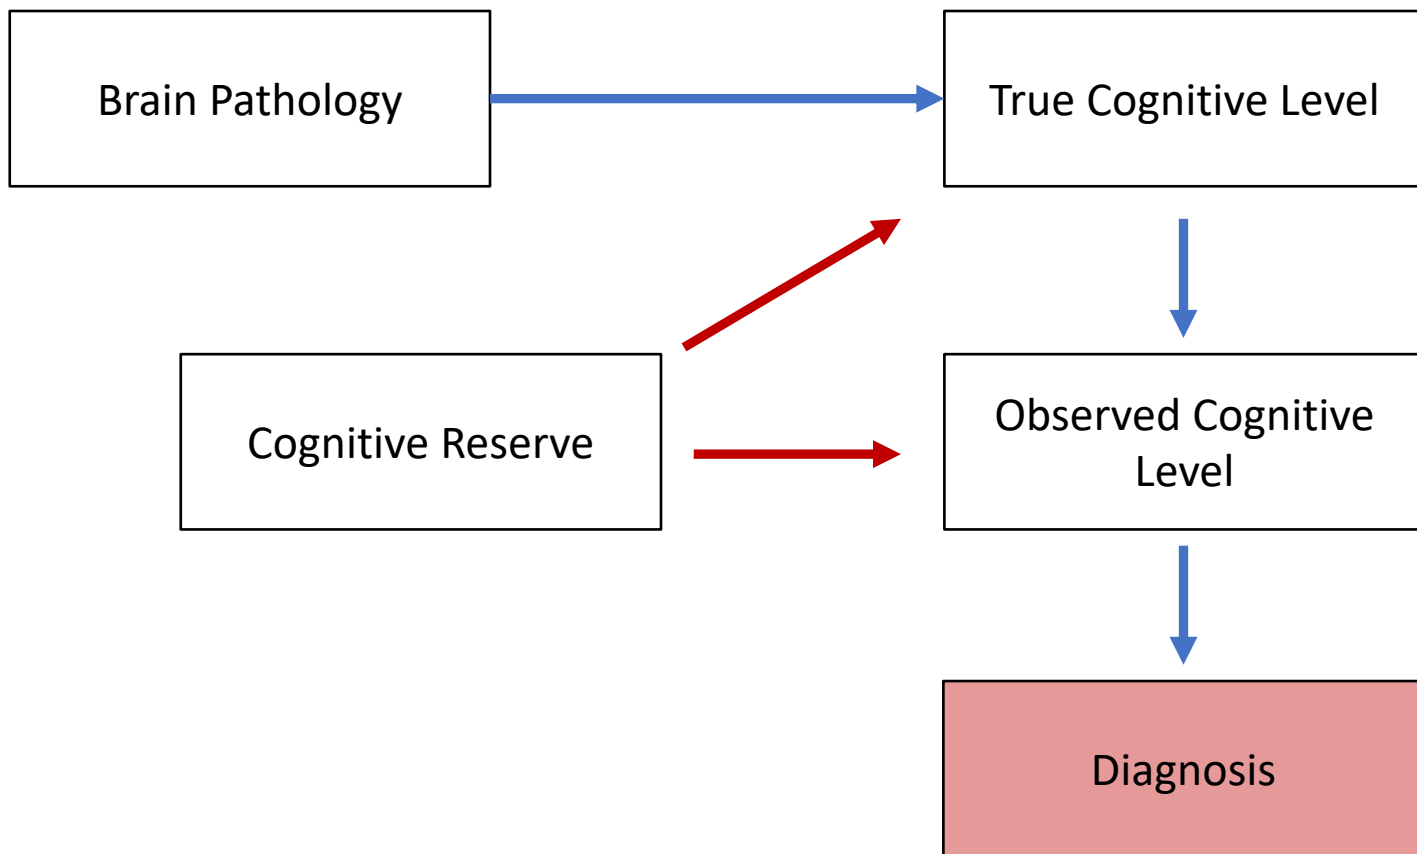 Brain Pathology
True Cognitive Level
Cognitive Reserve
Observed Cognitive
Level
Diagnosis